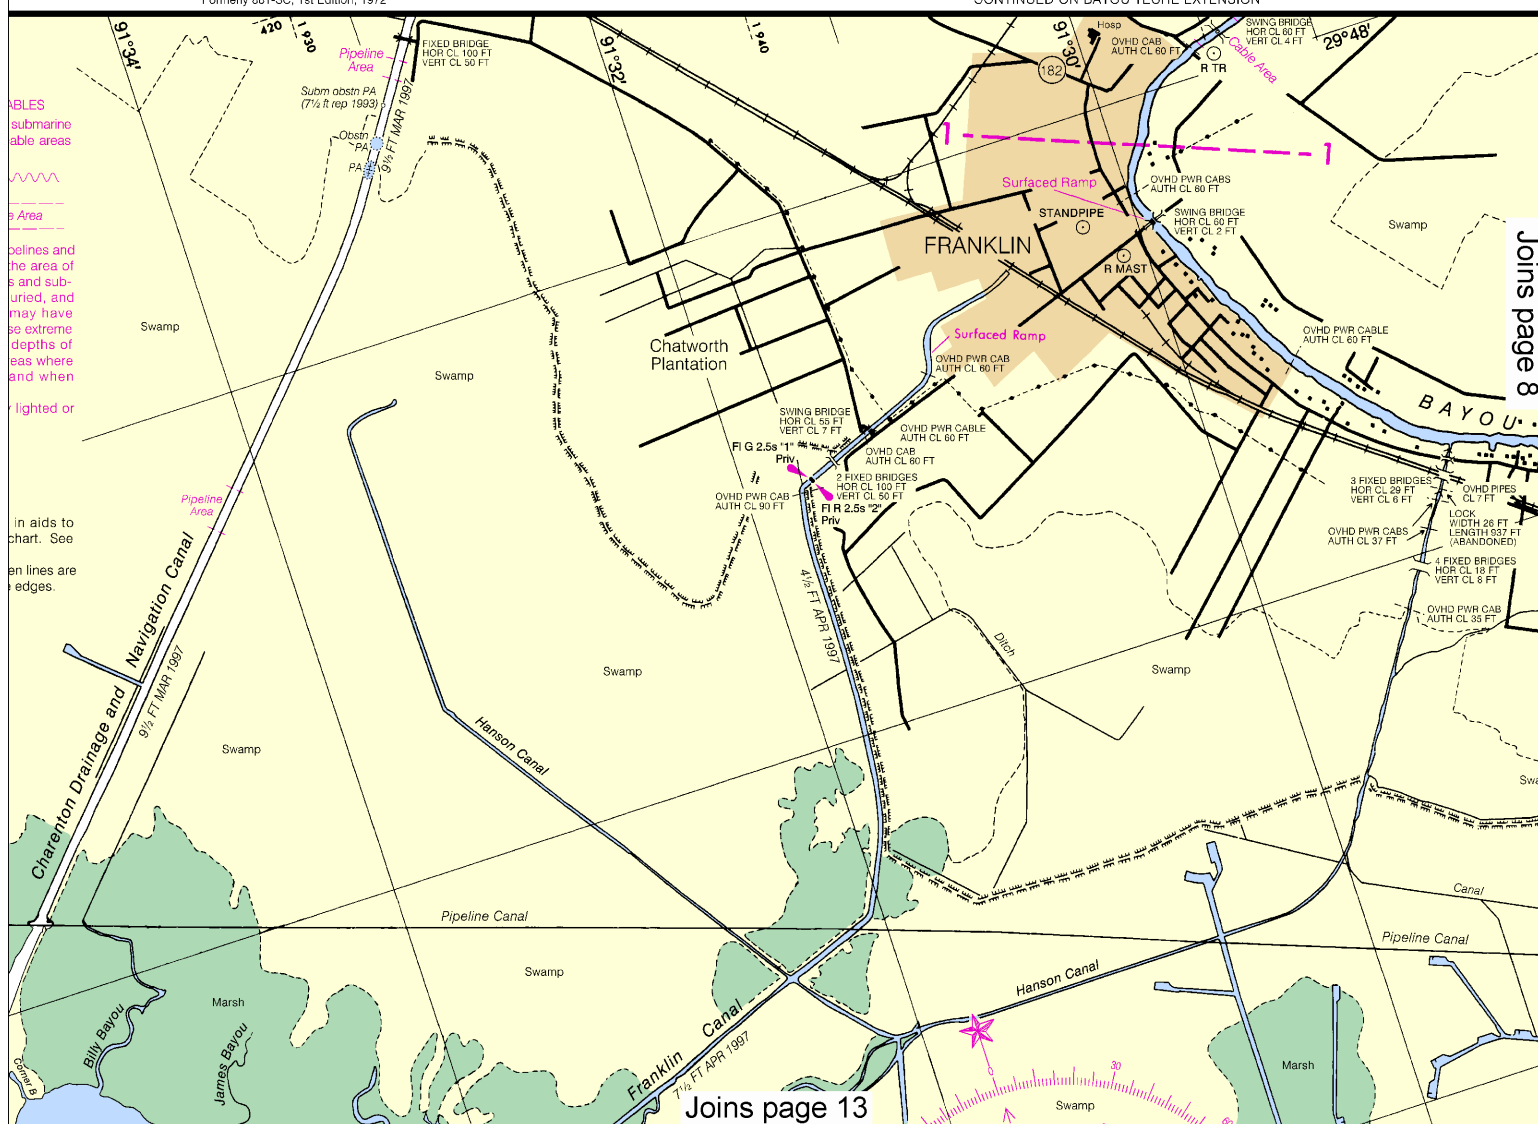 Formerly 881-SC, 1st Edition, 1972
CONTINUED ON BAYOU TECHE EXTENSION
91°34'
420
1 930
91°32'
1 940
91°30'
29°48'
Pipeline
Area
FIXED BRIDGE
HOR CL 100 FT
VERT CL 50 FT
Subm obstn PA
(7½ ft rep 1993)
Obstn
PA
PA
9½ FT MAR 1997
Hosp
OVHD CAB
AUTH CL 60 FT
SWING BRIDGE
HOR CL 60 FT
VERT CL 4 FT
Cable Area
R TR
182
ABLES
submarine
able areas
e Area
pelines and
the area of
s and sub-
uried, and
may have
se extreme
depths of
eas where
and when
lighted or
in aids to
chart. See
en lines are
edges.
Surfaced Ramp
OVHD PWR CABS
AUTH CL 60 FT
STANDPIPE
SWING BRIDGE
HOR CL 60 FT
VERT CL 2 FT
FRANKLIN
R MAST
Swamp
Joins page 8
Swamp
Swamp
Chatworth
Plantation
Surfaced Ramp
OVHD PWR CAB
AUTH CL 60 FT
OVHD PWR CABLE
AUTH CL 60 FT
BAYOU
SWING BRIDGE
HOR CL 55 FT
VERT CL 7 FT
OVHD PWR CABLE
AUTH CL 60 FT
Fl G 2.5s "1"
Priv
OVHD CAB
AUTH CL 60 FT
2 FIXED BRIDGES
HOR CL 100 FT
VERT CL 50 FT
OVHD PWR CAB
AUTH CL 90 FT
Fl R 2.5s "2"
Priv
3 FIXED BRIDGES
HOR CL 29 FT
VERT CL 6 FT
OVHD PIPES
CL 7 FT
LOCK
WIDTH 26 FT
LENGTH 937 FT
(ABANDONED)
OVHD PWR CABS
AUTH CL 37 FT
4 FIXED BRIDGES
HOR CL 18 FT
VERT CL 8 FT
OVHD PWR CAB
AUTH CL 35 FT
Pipeline
Area
Charenton Drainage and Navigation Canal
9½ FT MAR 1997
4½ FT APR 1997
Ditch
Swamp
Swamp
Swamp
Swa
Hanson Canal
Pipeline Canal
Canal
Pipeline Canal
Swamp
Hanson Canal
Marsh
Billy Bayou
James Bayou
Corner B
Franklin Canal
7½ FT APR 1997
Joins page 13
0
30
60
Swamp
Marsh